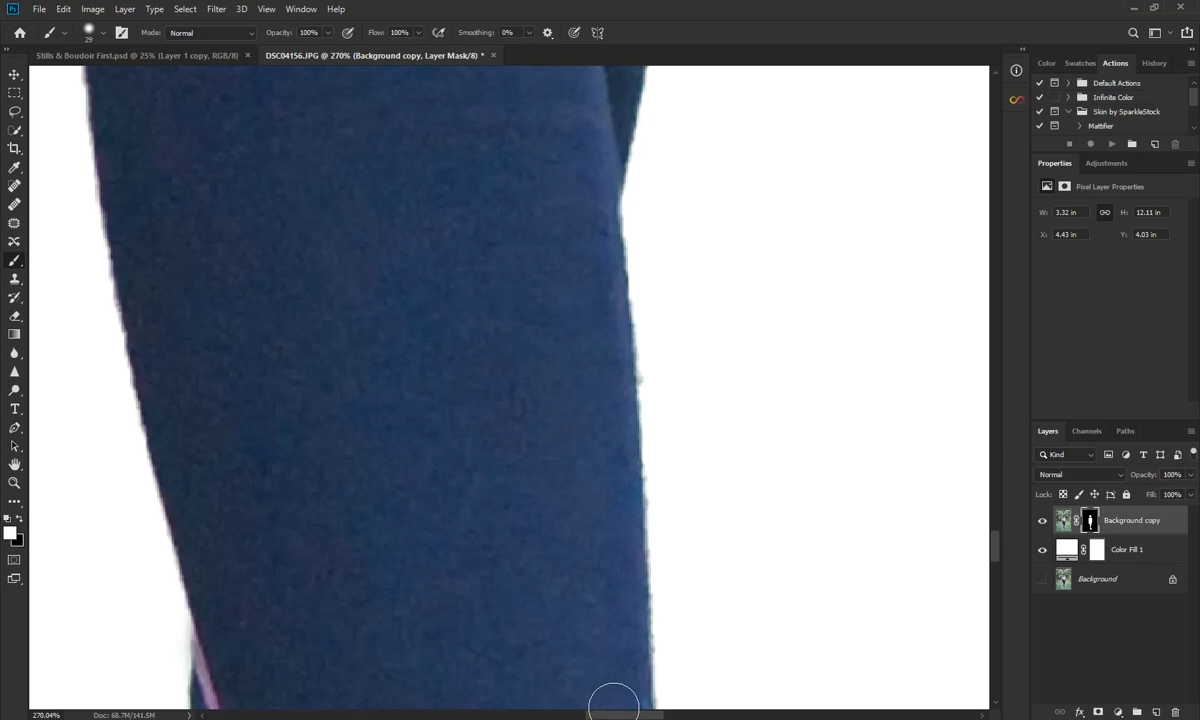 Ps File Edit Image Layer Type Select Filter 3D View Window Help
29 Mode: Normal Opacity: 100% Flow: 100% Smoothing: 0%
Stills & Boudoir First.psd @ 25% (Layer 1 copy, RGB/8) × DSC04156.JPG @ 270% (Background copy, Layer Mask/8) * ×
Color Swatches Actions History
Default Actions
Infinite Color
Skin by SparkleStock
Mattifier
Properties Adjustments
Pixel Layer Properties
W: 3.32 in H: 12.11 in
X: 4.43 in Y: 4.03 in
Layers Channels Paths
Kind
Normal Opacity: 100%
Lock: Fill: 100%
Background copy
Color Fill 1
Background
270.04% Doc: 68.7M/141.5M